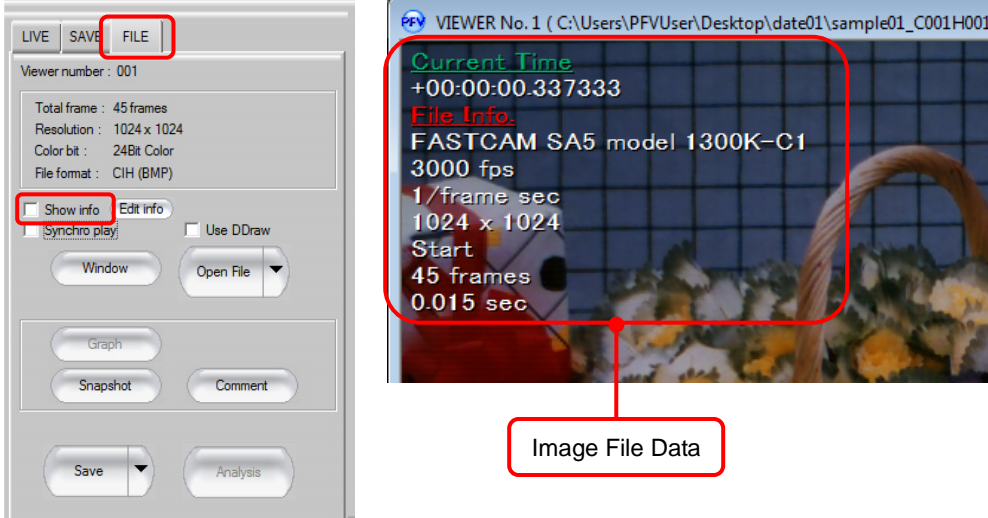 LIVE SAVE FILE
Viewer number : 001
Total frame : 45 frames
Resolution : 1024 x 1024
Color bit : 24Bit Color
File format : CIH (BMP)
Show info Edit info
Synchro play Use DDraw
Window Open File
Graph
Snapshot Comment
Save Analysis
PFV VIEWER No. 1 ( C:\Users\PFVUser\Desktop\date01\sample01_C001H001
Current Time
+00:00:00.337333
File Info.
FASTCAM SA5 model 1300K-C1
3000 fps
1/frame sec
1024 x 1024
Start
45 frames
0.015 sec
Image File Data